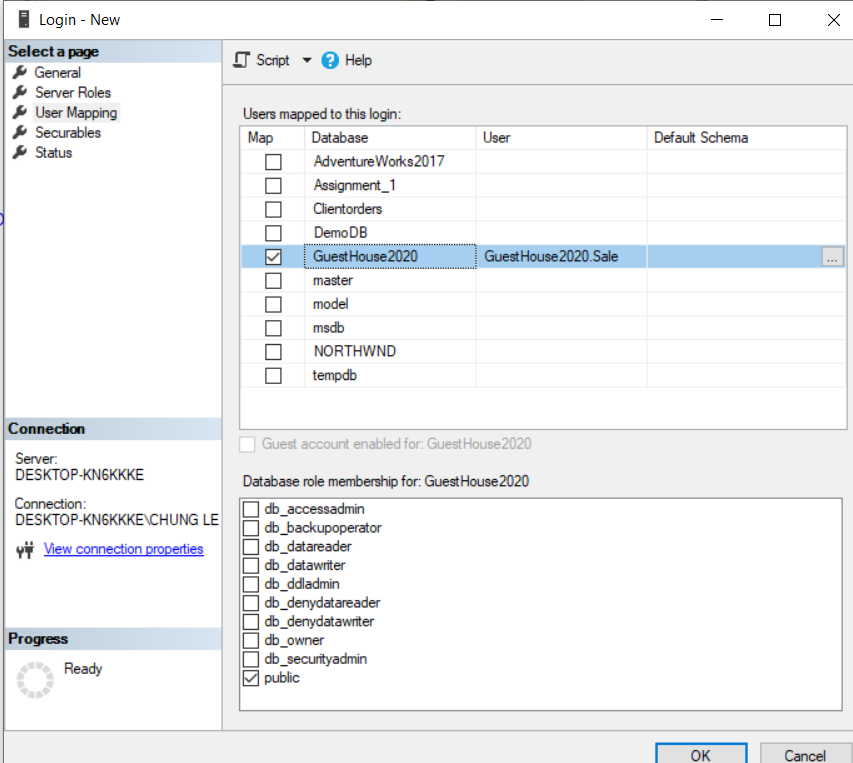 Login - New
Select a page
General
Server Roles
User Mapping
Securables
Status
Script
Help
Users mapped to this login:
Map Database User Default Schema
AdventureWorks2017
Assignment_1
Clientorders
DemoDB
GuestHouse2020 GuestHouse2020.Sale ...
master
model
msdb
NORTHWND
tempdb
Guest account enabled for: GuestHouse2020
Database role membership for: GuestHouse2020
db_accessadmin
db_backupoperator
db_datareader
db_datawriter
db_ddladmin
db_denydatareader
db_denydatawriter
db_owner
db_securityadmin
public
Connection
Server:
DESKTOP-KN6KKKE
Connection:
DESKTOP-KN6KKKE\CHUNG LE
View connection properties
Progress
Ready
OK Cancel